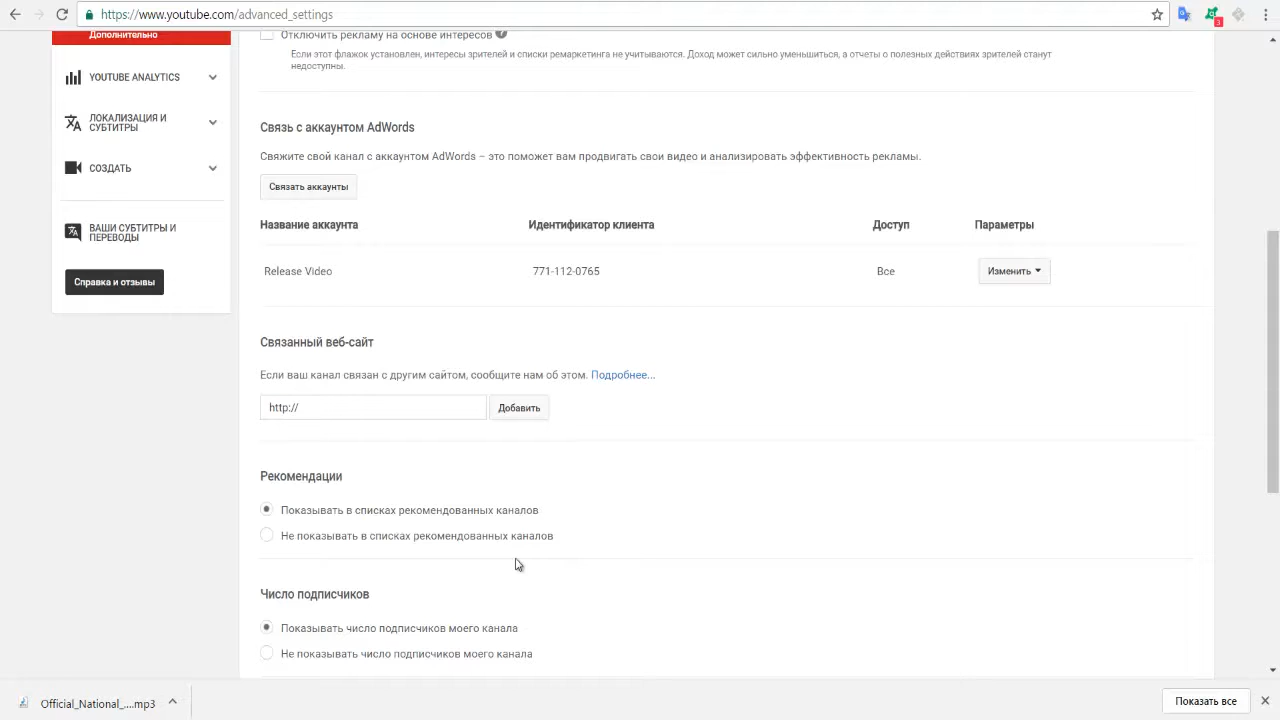 https://www.youtube.com/advanced_settings
3
Дополнительно
YOUTUBE ANALYTICS
ЛОКАЛИЗАЦИЯ И
СУБТИТРЫ
СОЗДАТЬ
ВАШИ СУБТИТРЫ И
ПЕРЕВОДЫ
Справка и отзывы
Отключить рекламу на основе интересов ?
Если этот флажок установлен, интересы зрителей и списки ремаркетинга не учитываются. Доход может сильно уменьшиться, а отчеты о полезных действиях зрителей станут
недоступны.
Связь с аккаунтом AdWords
Свяжите свой канал с аккаунтом AdWords – это поможет вам продвигать свои видео и анализировать эффективность рекламы.
Связать аккаунты
Название аккаунта Идентификатор клиента Доступ Параметры
Release Video 771-112-0765 Все Изменить
Связанный веб-сайт
Если ваш канал связан с другим сайтом, сообщите нам об этом. Подробнее...
http:// Добавить
Рекомендации
Показывать в списках рекомендованных каналов
Не показывать в списках рекомендованных каналов
Число подписчиков
Показывать число подписчиков моего канала
Не показывать число подписчиков моего канала
Official_National_....mp3 Показать все